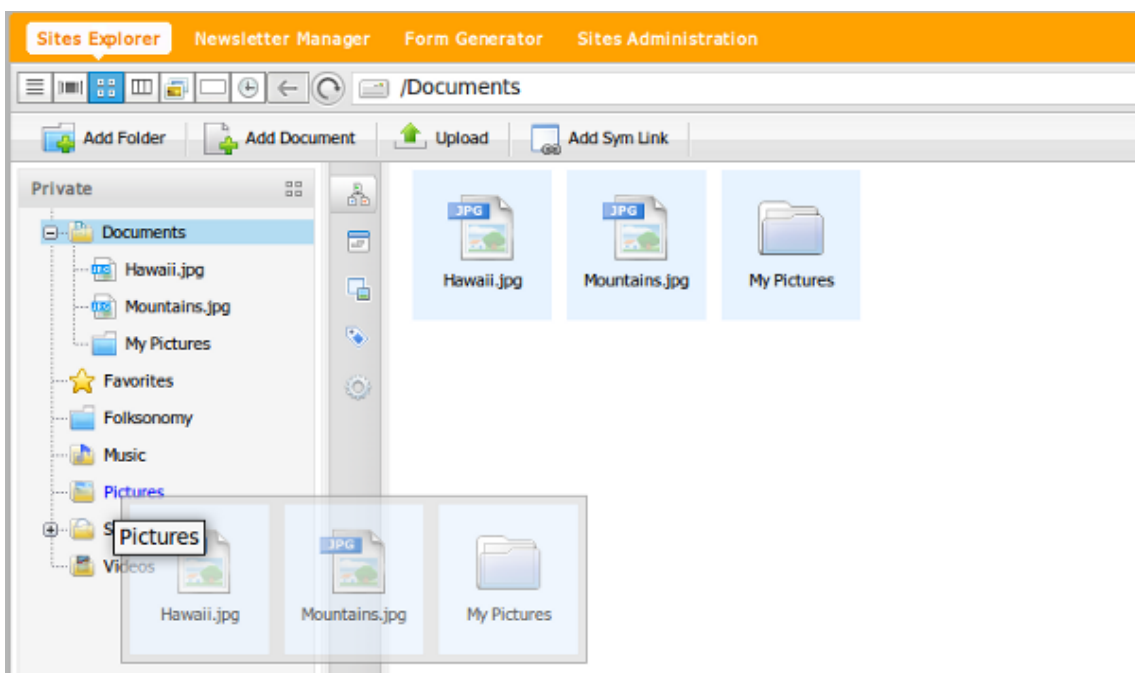 Sites Explorer Newsletter Manager Form Generator Sites Administration
/Documents
Add Folder Add Document Upload Add Sym Link
Private
Documents
Hawaii.jpg
Mountains.jpg
My Pictures
Favorites
Folksonomy
Music
Pictures
S
Videos
JPG JPG
Hawaii.jpg Mountains.jpg My Pictures
Pictures
JPG
Hawaii.jpg Mountains.jpg My Pictures